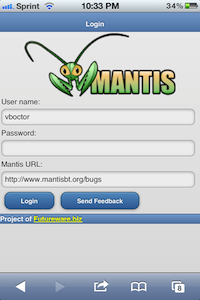 Sprint 10:33 PM 34%
Login
MANTIS
User name:
vboctor
Password:
Mantis URL:
http://www.mantisbt.org/bugs
Login Send Feedback
Project of Futureware.biz
8